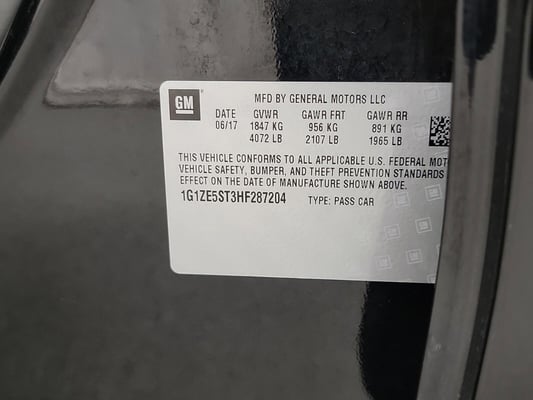 GM
MFD BY GENERAL MOTORS LLC
DATE GVWR GAWR FRT GAWR RR
06/17 1847 KG 956 KG 891 KG
4072 LB 2107 LB 1965 LB
THIS VEHICLE CONFORMS TO ALL APPLICABLE U.S. FEDERAL MOT
VEHICLE SAFETY, BUMPER, AND THEFT PREVENTION STANDARDS
EFFECT ON THE DATE OF MANUFACTURE SHOWN ABOVE.
1G1ZE5ST3HF287204 TYPE: PASS CAR